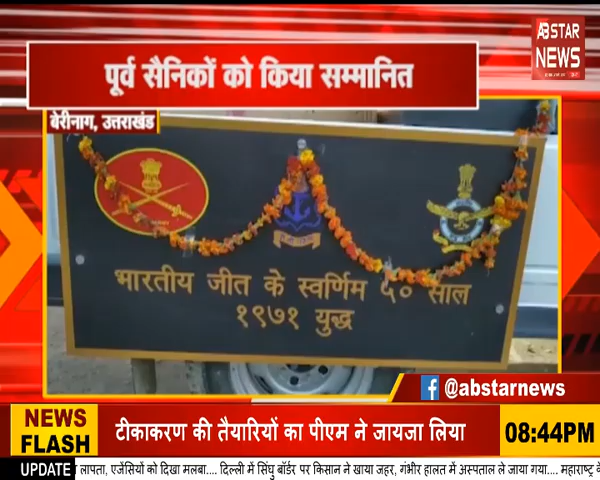 ABSTAR
NEWS
पूर्व सैनिकों को किया सम्मानित
बेरीनाग, उत्तराखंड
भारतीय जीत के स्वर्णिम ५० साल
१९७१ युद्ध
@abstarnews
NEWS
FLASH
टीकाकरण की तैयारियों का पीएम ने जायजा लिया
08:44PM
UPDATE
लापता, एजेंसियों को दिखा मलबा.... दिल्ली में सिंघु बॉर्डर पर किसान ने खाया जहर, गंभीर हालत में अस्पताल ले जाया गया.... महाराष्ट्र